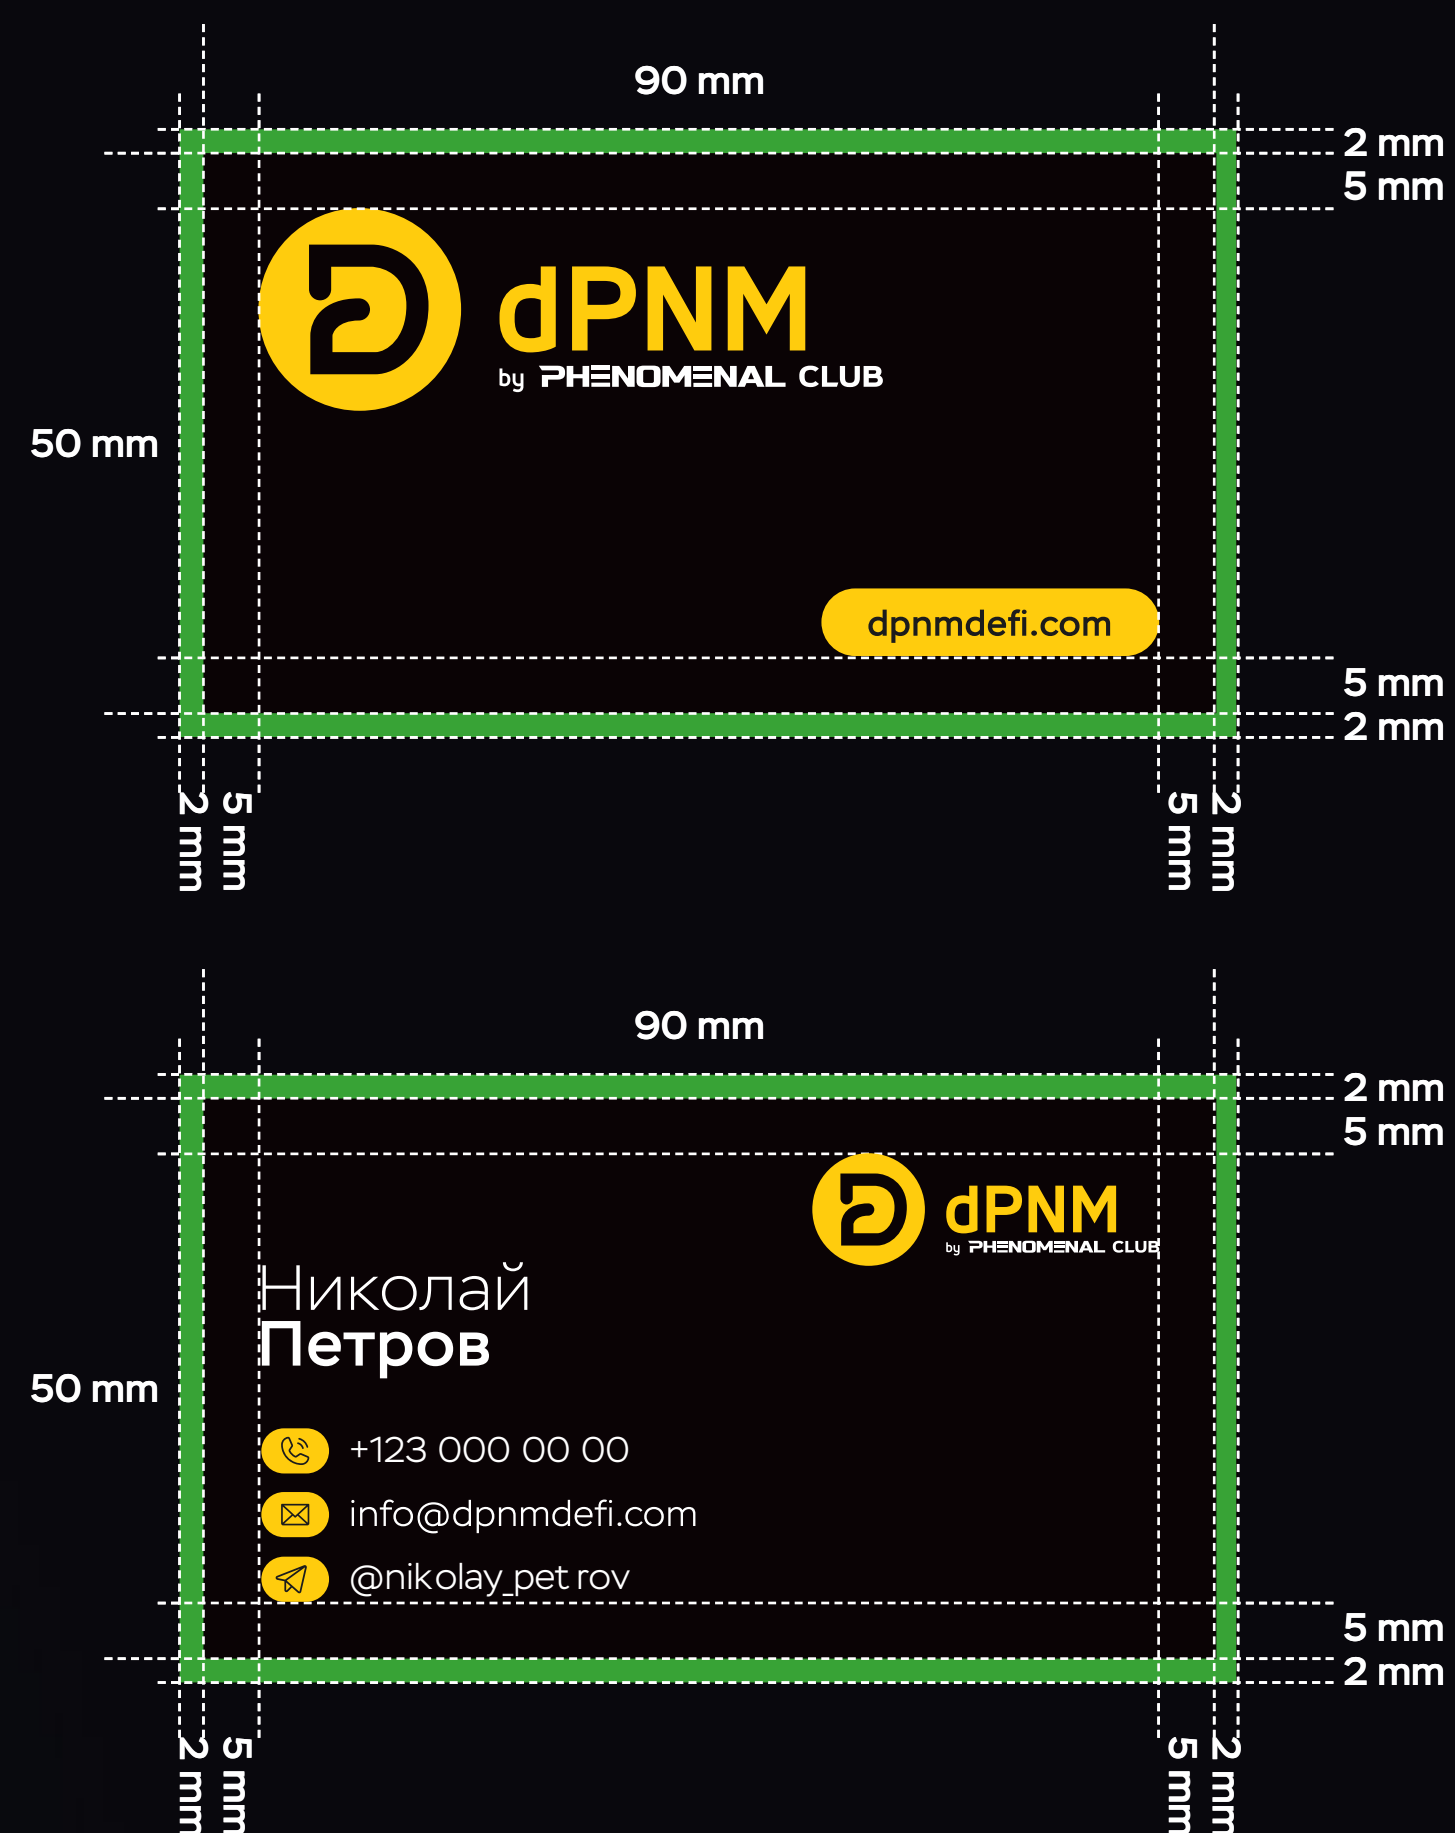 90 mm
2 mm
5 mm
dPNM
by PHENOMENAL CLUB
50 mm
dpnmdefi.com
5 mm
2 mm
2 mm
5 mm
5 mm
2 mm
90 mm
2 mm
5 mm
dPNM
by PHENOMENAL CLUB
Николай
Петров
50 mm
+123 000 00 00
info@dpnmdefi.com
@nikolay_pet rov
5 mm
2 mm
2 mm
5 mm
5 mm
2 mm